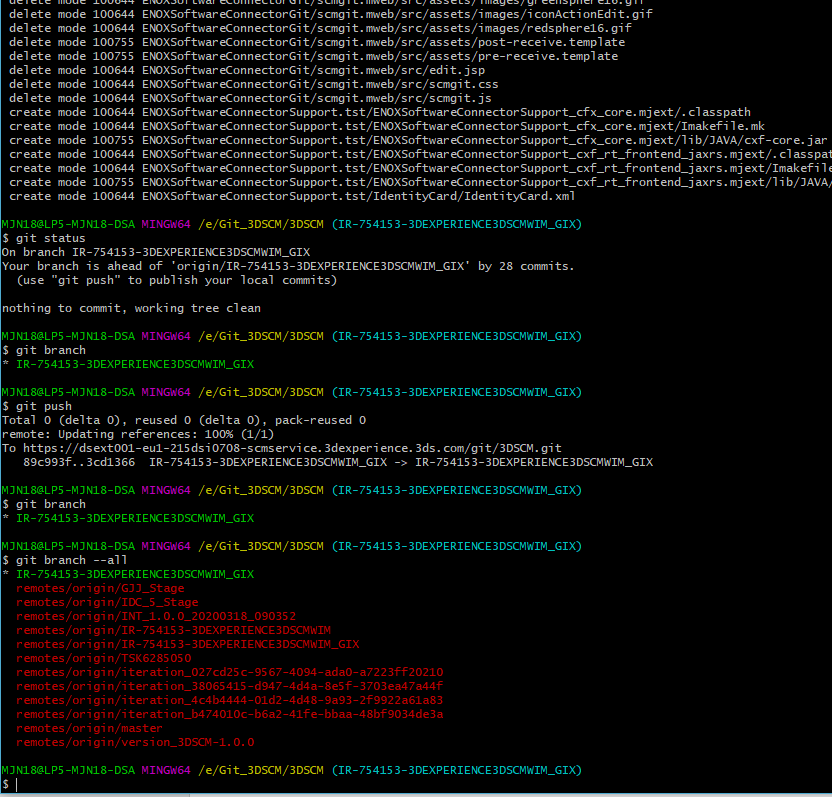 delete mode 100644 ENOXSoftwareConnectorGit/scmgit.mweb/src/assets/images/greensphere16.gif
delete mode 100644 ENOXSoftwareConnectorGit/scmgit.mweb/src/assets/images/iconActionEdit.gif
delete mode 100644 ENOXSoftwareConnectorGit/scmgit.mweb/src/assets/images/redsphere16.gif
delete mode 100755 ENOXSoftwareConnectorGit/scmgit.mweb/src/assets/post-receive.template
delete mode 100755 ENOXSoftwareConnectorGit/scmgit.mweb/src/assets/pre-receive.template
delete mode 100644 ENOXSoftwareConnectorGit/scmgit.mweb/src/edit.jsp
delete mode 100644 ENOXSoftwareConnectorGit/scmgit.mweb/src/scmgit.css
delete mode 100644 ENOXSoftwareConnectorGit/scmgit.mweb/src/scmgit.js
create mode 100644 ENOXSoftwareConnectorSupport.tst/ENOXSoftwareConnectorSupport_cfx_core.mjext/.classpath
create mode 100644 ENOXSoftwareConnectorSupport.tst/ENOXSoftwareConnectorSupport_cfx_core.mjext/Imakefile.mk
create mode 100755 ENOXSoftwareConnectorSupport.tst/ENOXSoftwareConnectorSupport_cfx_core.mjext/lib/JAVA/cxf-core.jar
create mode 100644 ENOXSoftwareConnectorSupport.tst/ENOXSoftwareConnectorSupport_cxf_rt_frontend_jaxrs.mjext/.classpat
create mode 100644 ENOXSoftwareConnectorSupport.tst/ENOXSoftwareConnectorSupport_cxf_rt_frontend_jaxrs.mjext/Imakefile
create mode 100755 ENOXSoftwareConnectorSupport.tst/ENOXSoftwareConnectorSupport_cxf_rt_frontend_jaxrs.mjext/lib/JAVA/
create mode 100644 ENOXSoftwareConnectorSupport.tst/IdentityCard/IdentityCard.xml
MJN18@LP5-MJN18-DSA MINGW64 /e/Git_3DSCM/3DSCM (IR-754153-3DEXPERIENCE3DSCMWIM_GIX)
$ git status
On branch IR-754153-3DEXPERIENCE3DSCMWIM_GIX
Your branch is ahead of 'origin/IR-754153-3DEXPERIENCE3DSCMWIM_GIX' by 28 commits.
(use "git push" to publish your local commits)
nothing to commit, working tree clean
MJN18@LP5-MJN18-DSA MINGW64 /e/Git_3DSCM/3DSCM (IR-754153-3DEXPERIENCE3DSCMWIM_GIX)
$ git branch
* IR-754153-3DEXPERIENCE3DSCMWIM_GIX
MJN18@LP5-MJN18-DSA MINGW64 /e/Git_3DSCM/3DSCM (IR-754153-3DEXPERIENCE3DSCMWIM_GIX)
$ git push
Total 0 (delta 0), reused 0 (delta 0), pack-reused 0
remote: Updating references: 100% (1/1)
To https://dsext001-eu1-215dsi0708-scmservice.3dexperience.3ds.com/git/3DSCM.git
89c993f..3cd1366 IR-754153-3DEXPERIENCE3DSCMWIM_GIX -> IR-754153-3DEXPERIENCE3DSCMWIM_GIX
MJN18@LP5-MJN18-DSA MINGW64 /e/Git_3DSCM/3DSCM (IR-754153-3DEXPERIENCE3DSCMWIM_GIX)
$ git branch
* IR-754153-3DEXPERIENCE3DSCMWIM_GIX
MJN18@LP5-MJN18-DSA MINGW64 /e/Git_3DSCM/3DSCM (IR-754153-3DEXPERIENCE3DSCMWIM_GIX)
$ git branch --all
* IR-754153-3DEXPERIENCE3DSCMWIM_GIX
remotes/origin/GJJ_Stage
remotes/origin/IDC_5_Stage
remotes/origin/INT_1.0.0_20200318_090352
remotes/origin/IR-754153-3DEXPERIENCE3DSCMWIM
remotes/origin/IR-754153-3DEXPERIENCE3DSCMWIM_GIX
remotes/origin/TSK6285050
remotes/origin/iteration_027cd25c-9567-4094-ada0-a7223ff20210
remotes/origin/iteration_38065415-d947-4d4a-8e5f-3703ea47a44f
remotes/origin/iteration_4c4b4444-01d2-4d48-9a93-2f9922a61a83
remotes/origin/iteration_b474010c-b6a2-41fe-bbaa-48bf9034de3a
remotes/origin/master
remotes/origin/version_3DSCM-1.0.0
MJN18@LP5-MJN18-DSA MINGW64 /e/Git_3DSCM/3DSCM (IR-754153-3DEXPERIENCE3DSCMWIM_GIX)
$